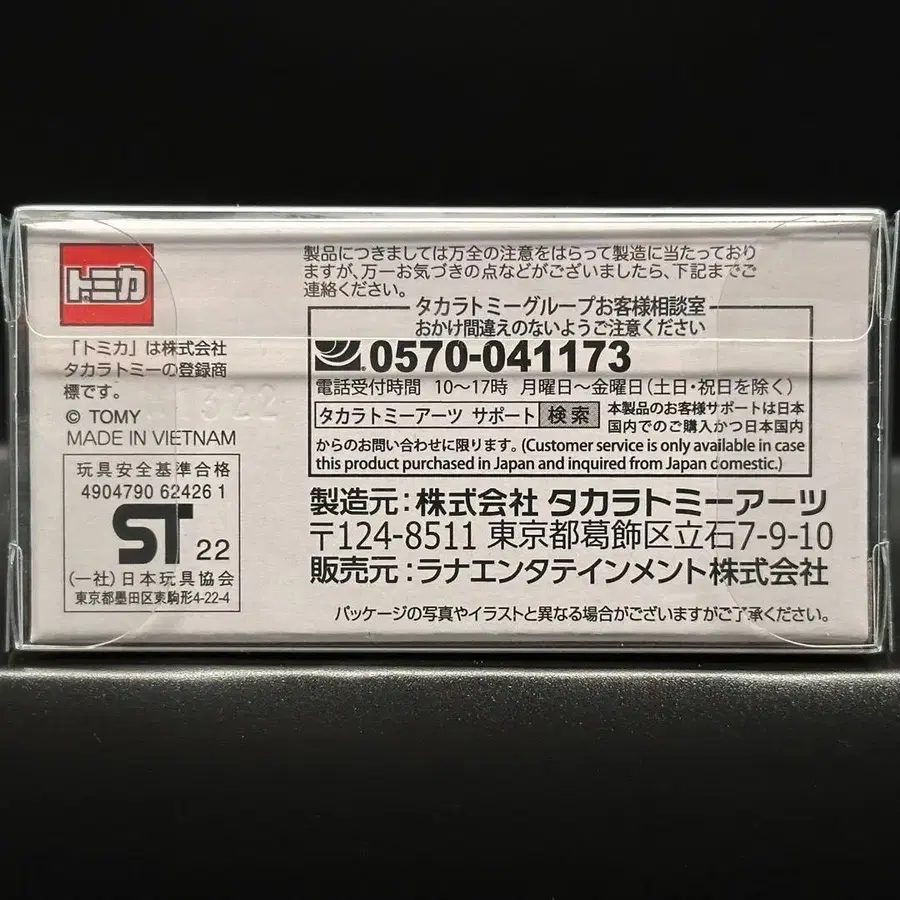 トミカ
「トミカ」は株式会社
タカラトミーの登録商
標です。
© TOMY
MADE IN VIETNAM
322
玩具安全基準合格
4904790 62426 1
ST 22
(一社)日本玩具協会
東京都墨田区東駒形4-22-4
製品につきましては万全の注意をはらって製造に当たっており
ますが、万一お気づきの点などがございましたら、下記までご
連絡ください。
タカラトミーグループお客様相談室
おかけ間違えのないようご注意ください
0570-041173
電話受付時間 10〜17時 月曜日〜金曜日(土日・祝日を除く)
タカラトミーアーツ サポート 検索 本製品のお客様サポートは日本
国内でのご購入かつ日本国内
からのお問い合わせに限ります。(Customer service is only available in case
this product purchased in Japan and inquired from Japan domestic.)
製造元:株式会社 タカラトミーアーツ
〒124-8511 東京都葛飾区立石7-9-10
販売元:ラナエンタテインメント株式会社
パッケージの写真やイラストと異なる場合がございますがご了承ください。